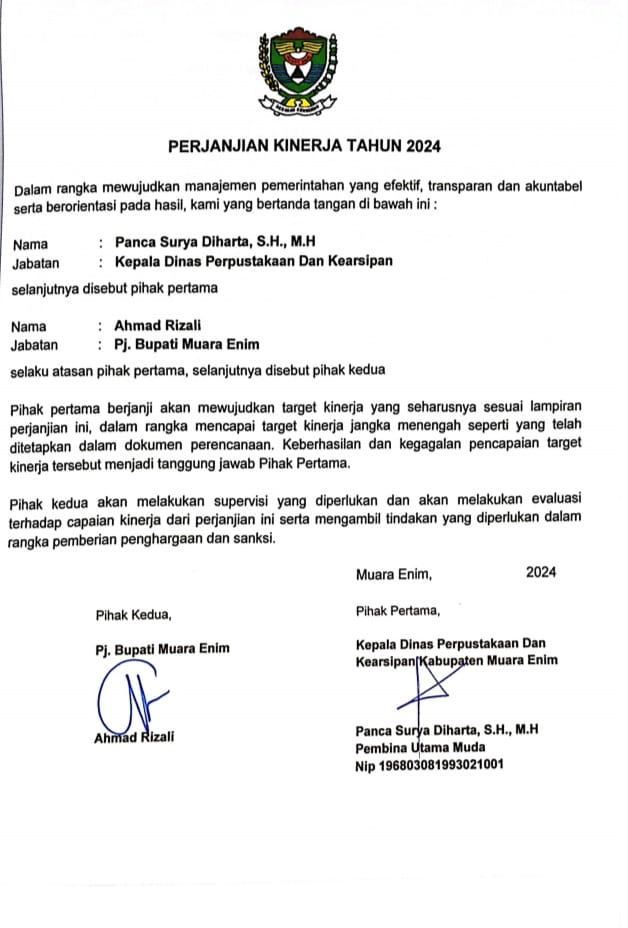 PERJANJIAN KINERJA TAHUN 2024
Dalam rangka mewujudkan manajemen pemerintahan yang efektif, transparan dan akuntabel
serta berorientasi pada hasil, kami yang bertanda tangan di bawah ini :
Nama : Panca Surya Diharta, S.H., M.H
Jabatan : Kepala Dinas Perpustakaan Dan Kearsipan
selanjutnya disebut pihak pertama
Nama : Ahmad Rizali
Jabatan : Pj. Bupati Muara Enim
selaku atasan pihak pertama, selanjutnya disebut pihak kedua
Pihak pertama berjanji akan mewujudkan target kinerja yang seharusnya sesuai lampiran
perjanjian ini, dalam rangka mencapai target kinerja jangka menengah seperti yang telah
ditetapkan dalam dokumen perencanaan. Keberhasilan dan kegagalan pencapaian target
kinerja tersebut menjadi tanggung jawab Pihak Pertama.
Pihak kedua akan melakukan supervisi yang diperlukan dan akan melakukan evaluasi
terhadap capaian kinerja dari perjanjian ini serta mengambil tindakan yang diperlukan dalam
rangka pemberian penghargaan dan sanksi.
Muara Enim, 2024
Pihak Kedua,
Pj. Bupati Muara Enim
Ahmad Rizali
Pihak Pertama,
Kepala Dinas Perpustakaan Dan
Kearsipan Kabupaten Muara Enim
Panca Surya Diharta, S.H., M.H
Pembina Utama Muda
Nip 196803081993021001